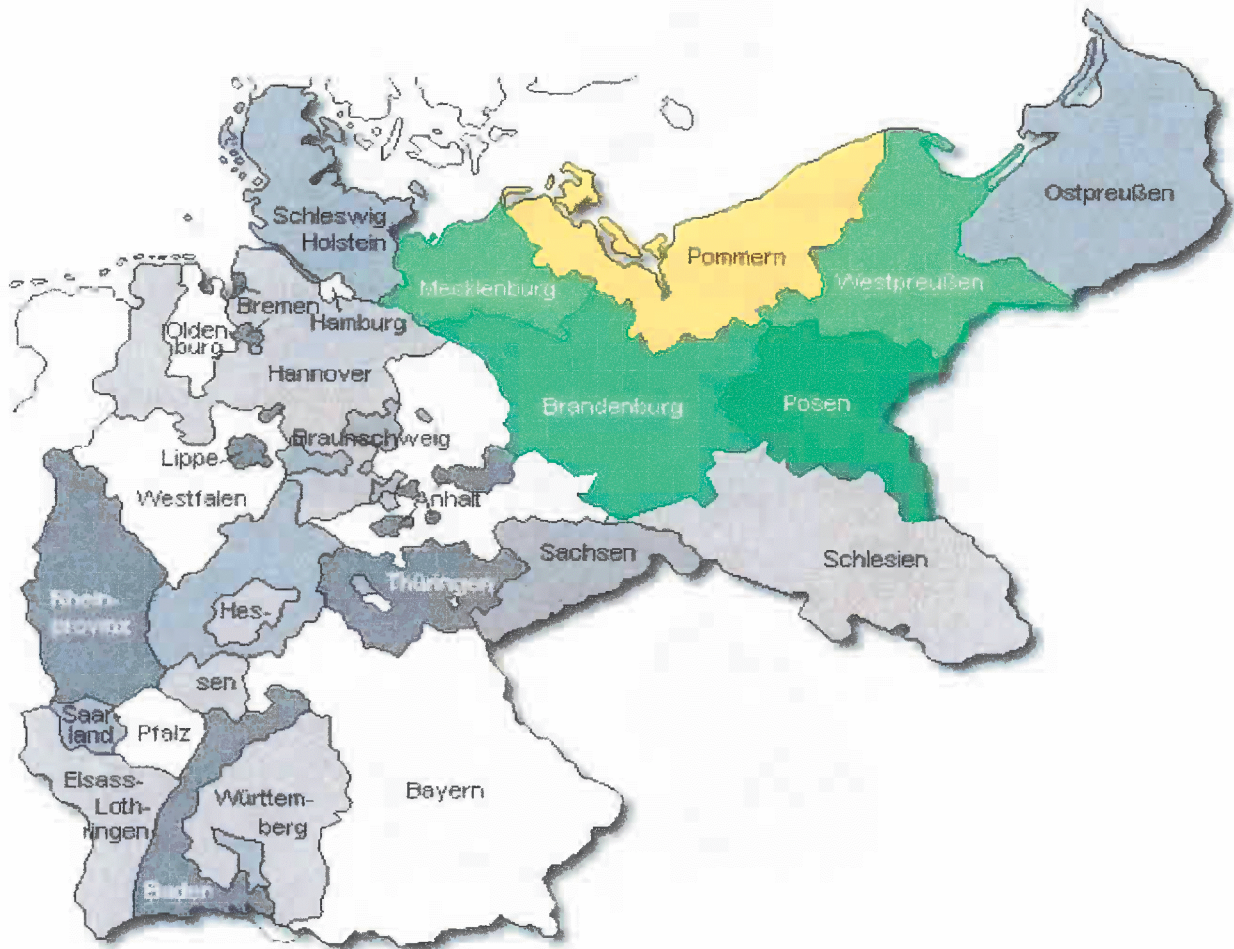 Ostpreußen
Schleswig
Holstein
Pommern
Westpreußen
Mecklenburg
Bremen
Hamburg
Olden-
burg
Hannover
Brandenburg
Posen
Braunschweig
Lippe
Westfalen
Anhalt
Sachsen
Schlesien
Thüringen
Rhein-
provinz
Hes-
sen
Saar-
land
Pfalz
Elsass-
Loth-
ringen
Württem-
berg
Bayern
Baden